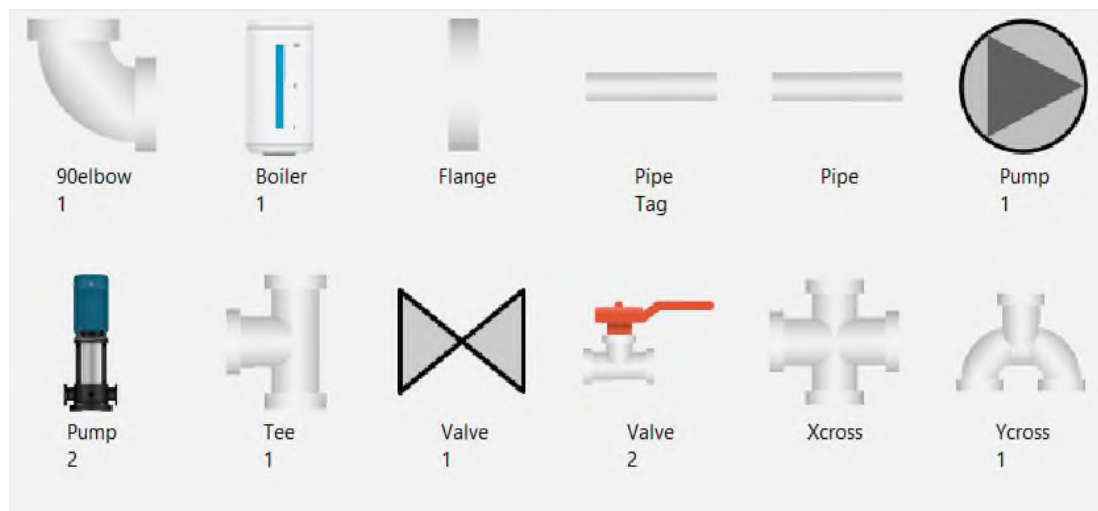 90elbow
1
Boiler
1
Flange
Pipe
Tag
Pipe
Pump
1
Pump
2
Tee
1
Valve
1
Valve
2
Xcross
Ycross
1